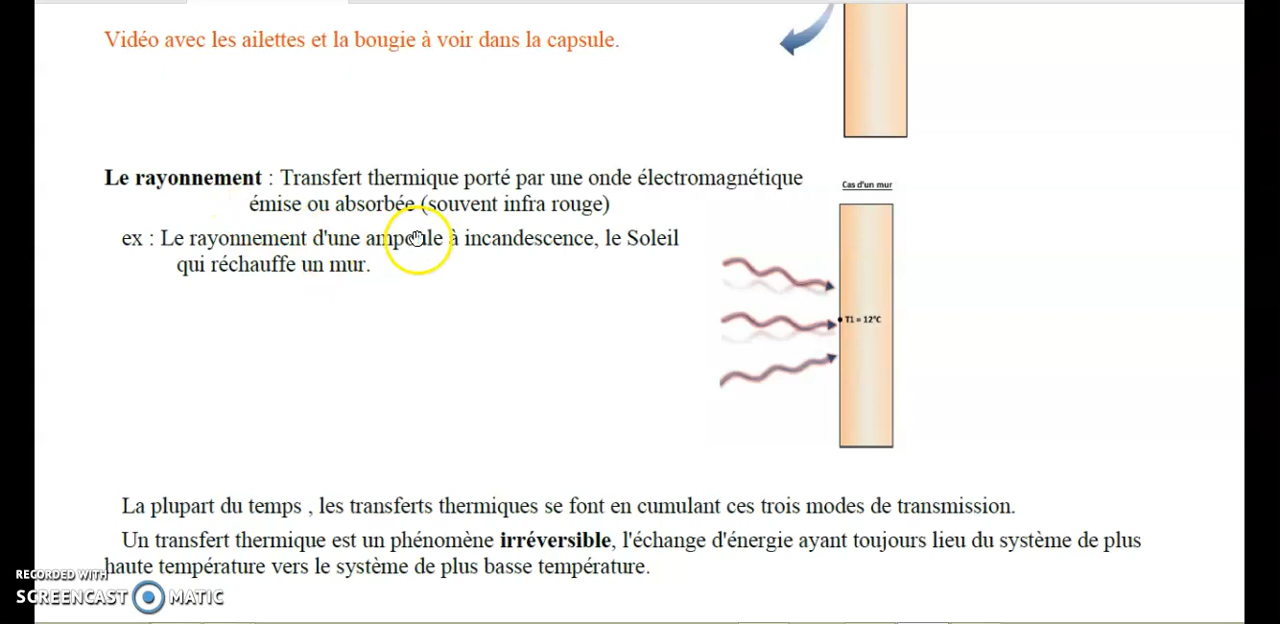 Vidéo avec les ailettes et la bougie à voir dans la capsule.
Le rayonnement : Transfert thermique porté par une onde électromagnétique
émise ou absorbée (souvent infra rouge)
Cas d'un mur
ex : Le rayonnement d'une ampoule à incandescence, le Soleil
qui réchauffe un mur.
T1 = 12°C
La plupart du temps , les transferts thermiques se font en cumulant ces trois modes de transmission.
Un transfert thermique est un phénomène irréversible, l'échange d'énergie ayant toujours lieu du système de plus
haute température vers le système de plus basse température.
RECORDED WITH
SCREENCAST MATIC